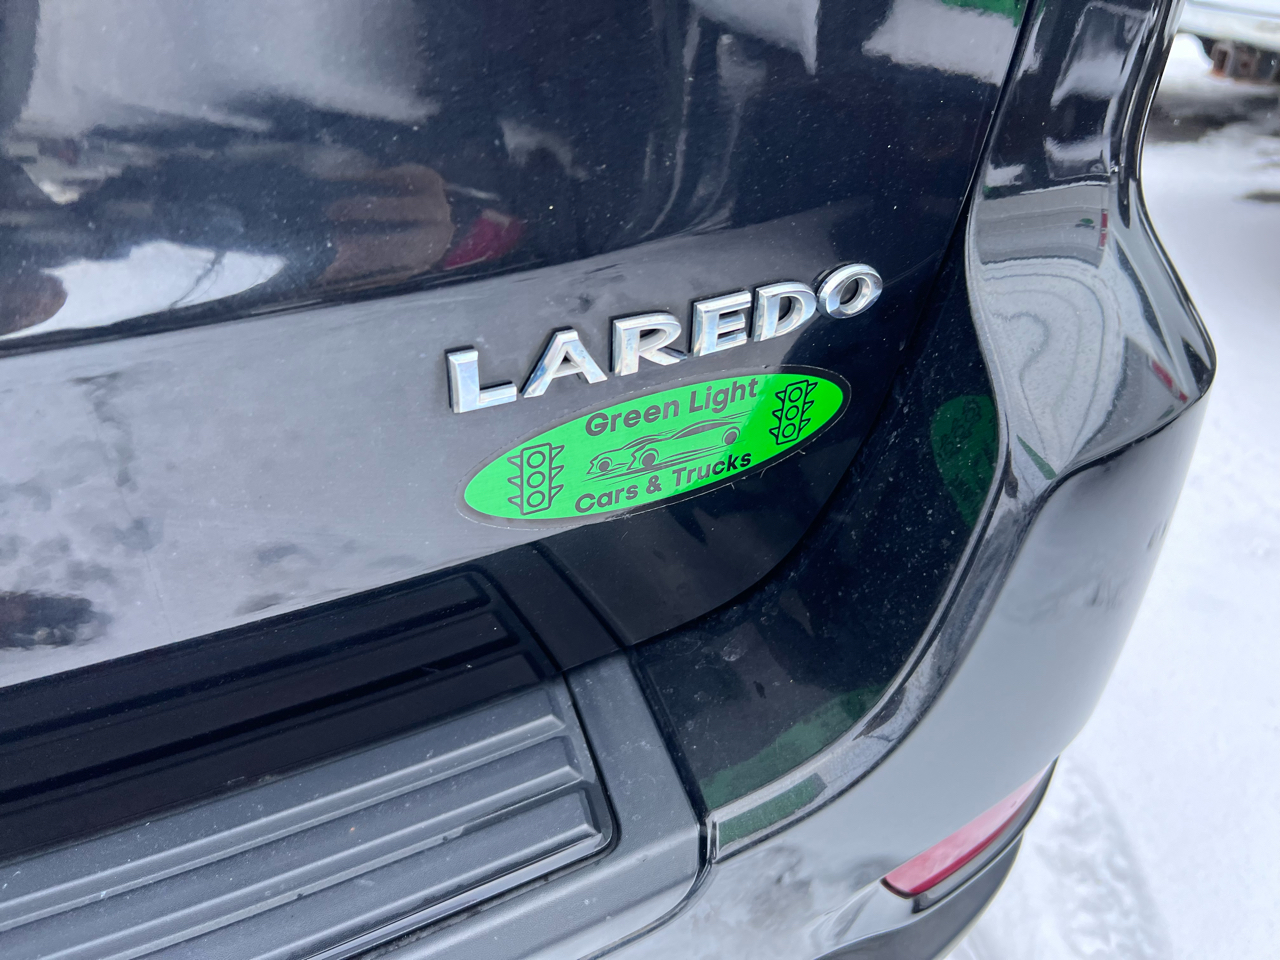 LAREDO
Green Light
Cars & Trucks